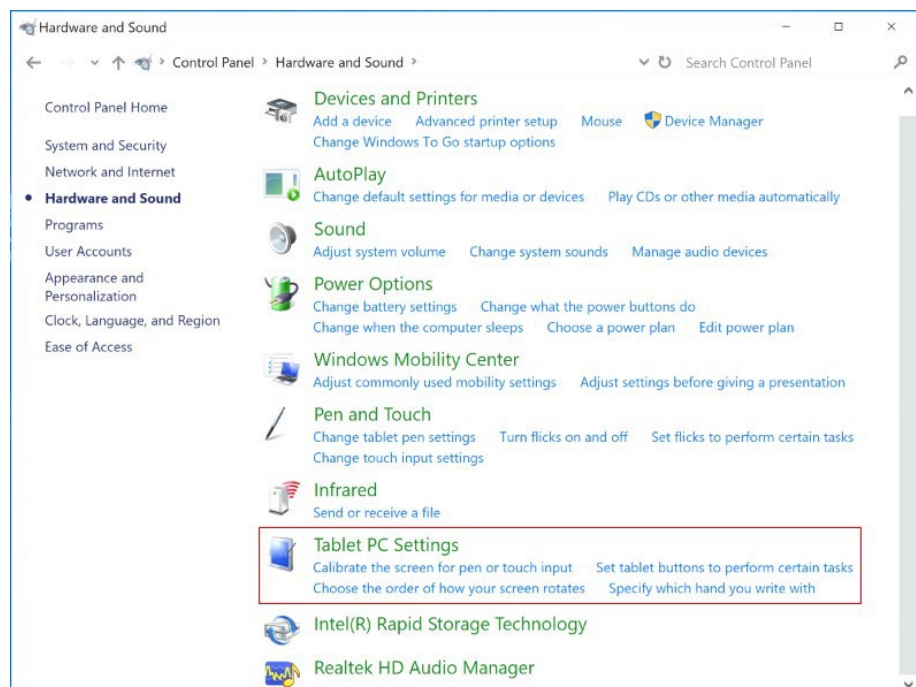 Hardware and Sound
Control Panel > Hardware and Sound >
Search Control Panel
Control Panel Home
System and Security
Network and Internet
Hardware and Sound
Programs
User Accounts
Appearance and
Personalization
Clock, Language, and Region
Ease of Access
Devices and Printers
Add a device Advanced printer setup Mouse Device Manager
Change Windows To Go startup options
AutoPlay
Change default settings for media or devices Play CDs or other media automatically
Sound
Adjust system volume Change system sounds Manage audio devices
Power Options
Change battery settings Change what the power buttons do
Change when the computer sleeps Choose a power plan Edit power plan
Windows Mobility Center
Adjust commonly used mobility settings Adjust settings before giving a presentation
Pen and Touch
Change tablet pen settings Turn flicks on and off Set flicks to perform certain tasks
Change touch input settings
Infrared
Send or receive a file
Tablet PC Settings
Calibrate the screen for pen or touch input Set tablet buttons to perform certain tasks
Choose the order of how your screen rotates Specify which hand you write with
Intel(R) Rapid Storage Technology
Realtek HD Audio Manager